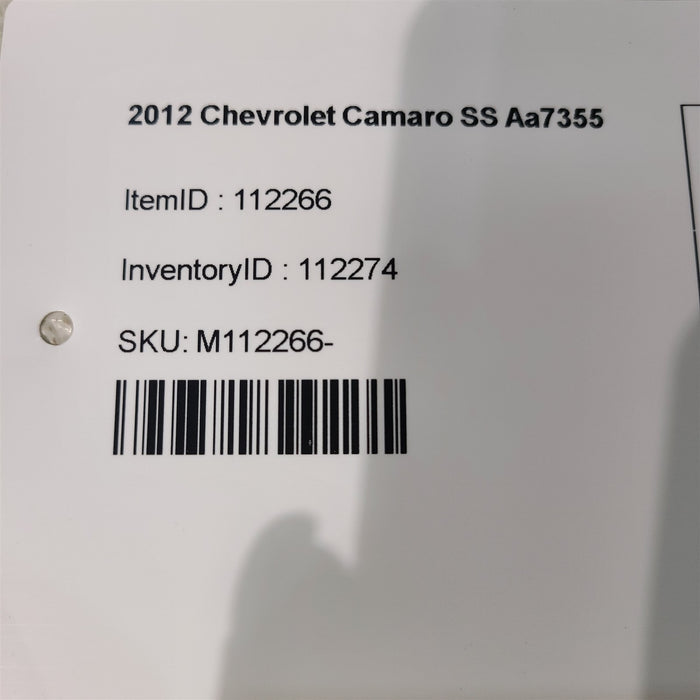 2012 Chevrolet Camaro SS Aa7355
ItemID : 112266
InventoryID : 112274
SKU: M112266-